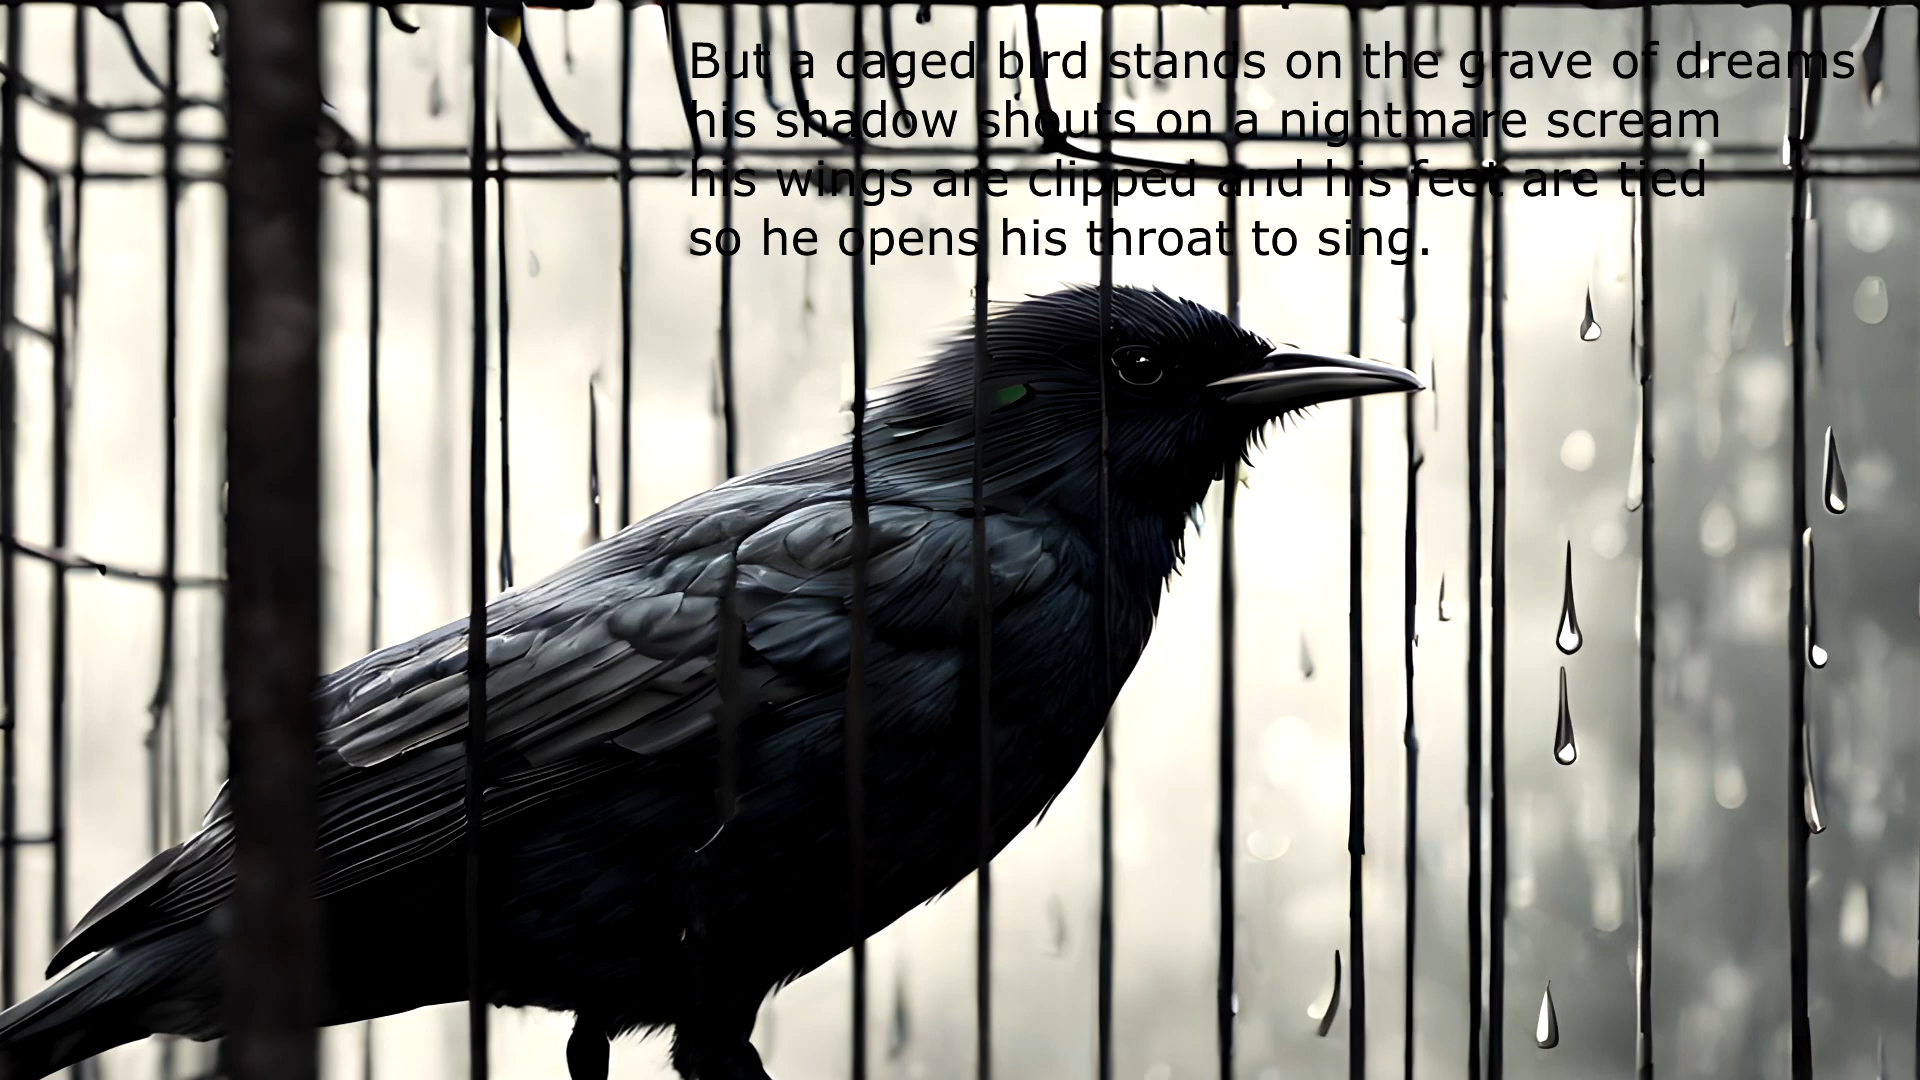 But a caged bird stands on the grave of dreams
his shadow shouts on a nightmare scream
his wings are clipped and his feet are tied
so he opens his throat to sing.